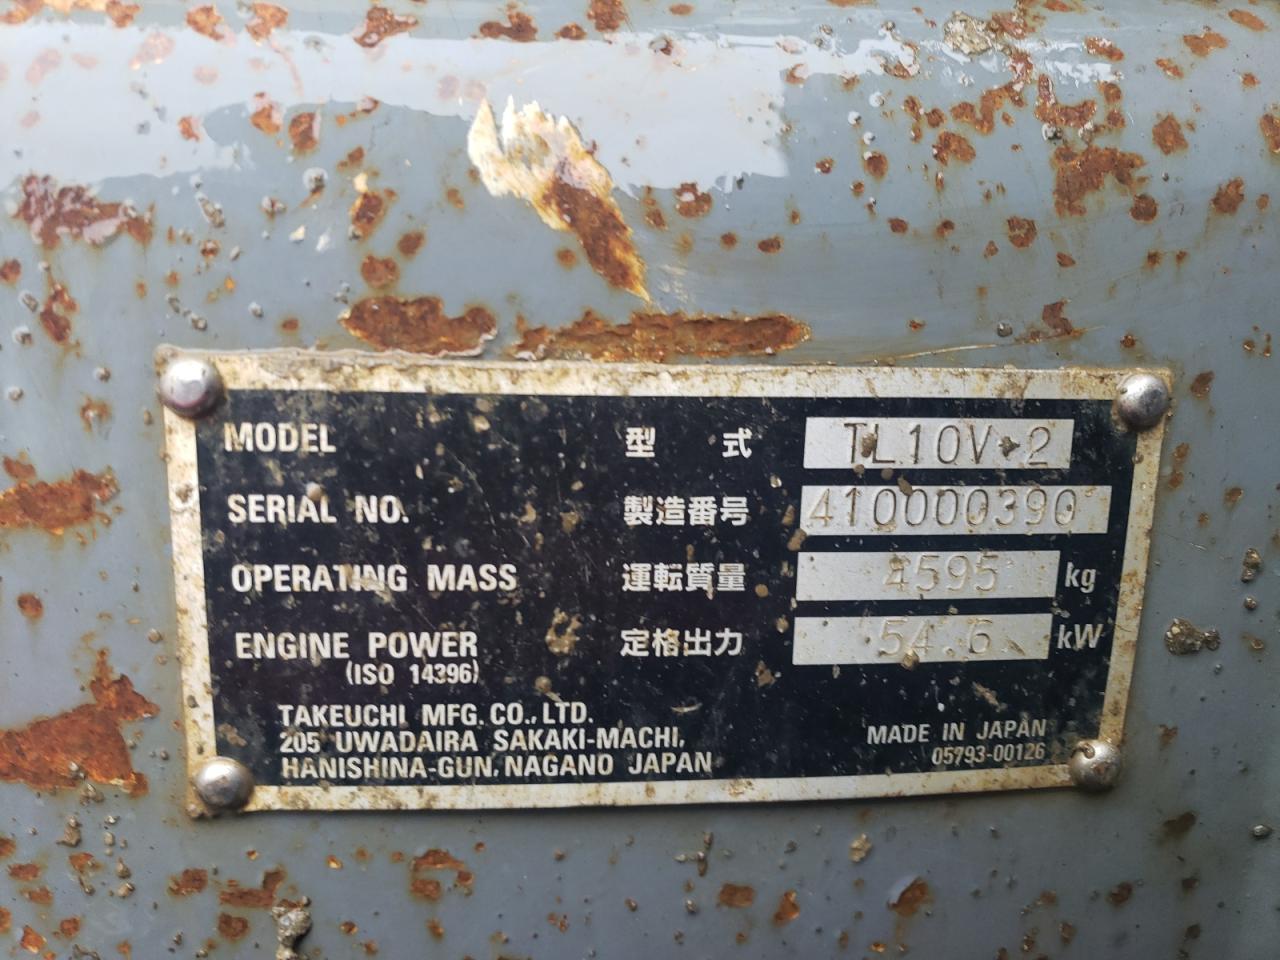 MODEL 型 式 TL10V-2
SERIAL NO. 製造番号 410000390
OPERATING MASS 運転質量 4595 kg
ENGINE POWER 定格出力 54.6 kW
(ISO 14396)
TAKEUCHI MFG. CO., LTD.
205 UWADAIRA SAKAKI-MACHI,
HANISHINA-GUN, NAGANO JAPAN
MADE IN JAPAN
05793-00126